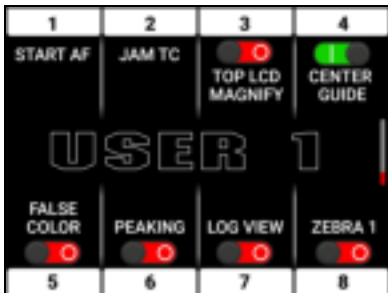 1 2 3 4
START AF JAM TC TOP LCD MAGNIFY CENTER GUIDE
USER 1
FALSE COLOR PEAKING LOG VIEW ZEBRA 1
5 6 7 8